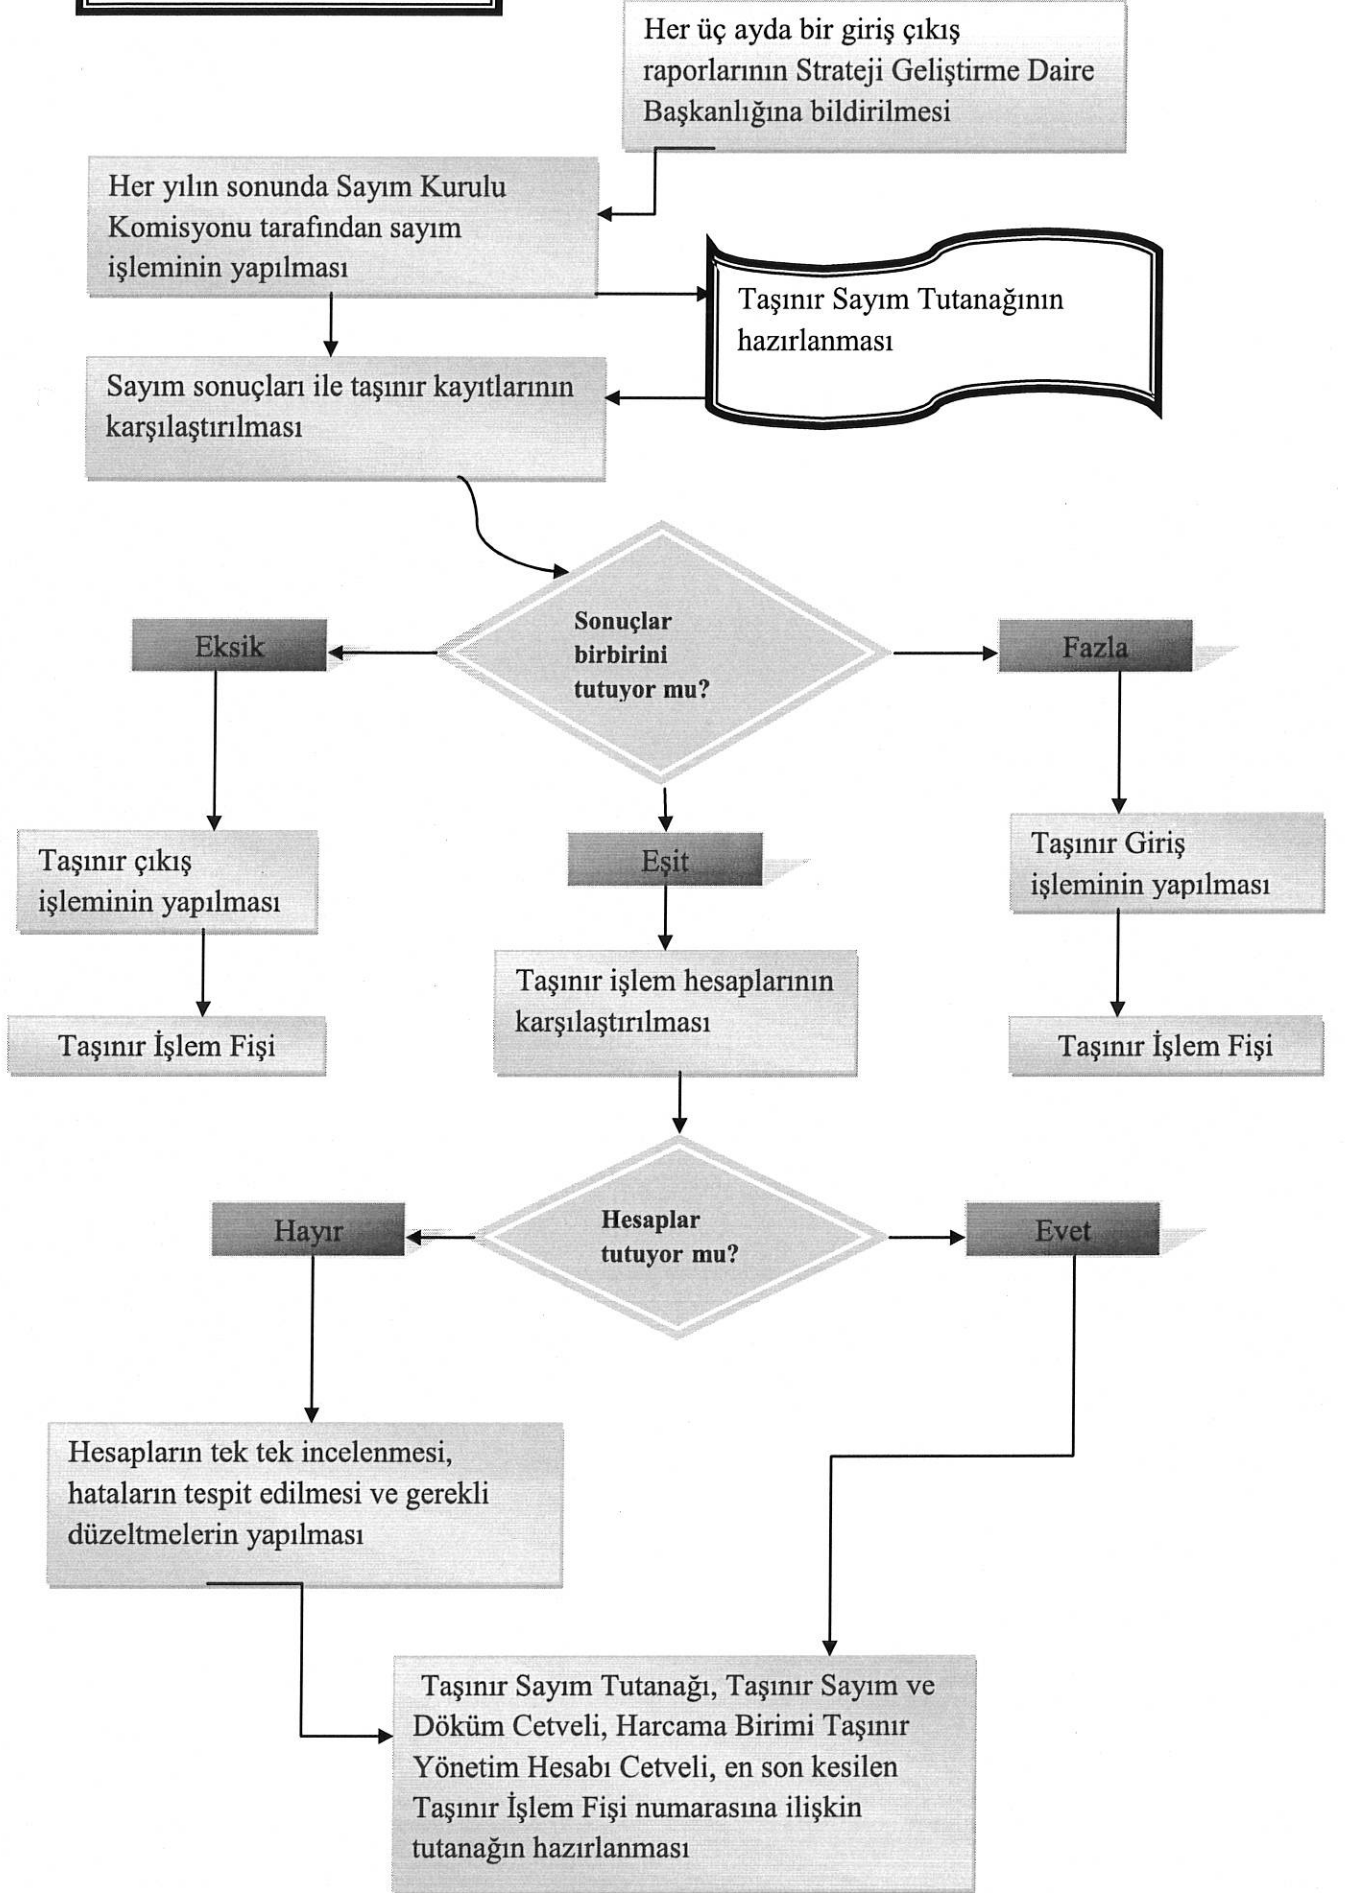 Her üç ayda bir giriş çıkış
raporlarının Strateji Geliştirme Daire
Başkanlığına bildirilmesi
Her yılın sonunda Sayım Kurulu
Komisyonu tarafından sayım
işleminin yapılması
Taşınır Sayım Tutanağının
hazırlanması
Sayım sonuçları ile taşınır kayıtlarının
karşılaştırılması
Sonuçlar
birbirini
tutuyor mu?
Eksik
Fazla
Taşınır çıkış
işleminin yapılması
Eşit
Taşınır Giriş
işleminin yapılması
Taşınır işlem hesaplarının
karşılaştırılması
Taşınır İşlem Fişi
Taşınır İşlem Fişi
Hesaplar
tutuyor mu?
Hayır
Evet
Hesapların tek tek incelenmesi,
hataların tespit edilmesi ve gerekli
düzeltmelerin yapılması
Taşınır Sayım Tutanağı, Taşınır Sayım ve
Döküm Cetveli, Harcama Birimi Taşınır
Yönetim Hesabı Cetveli, en son kesilen
Taşınır İşlem Fişi numarasına ilişkin
tutanağın hazırlanması